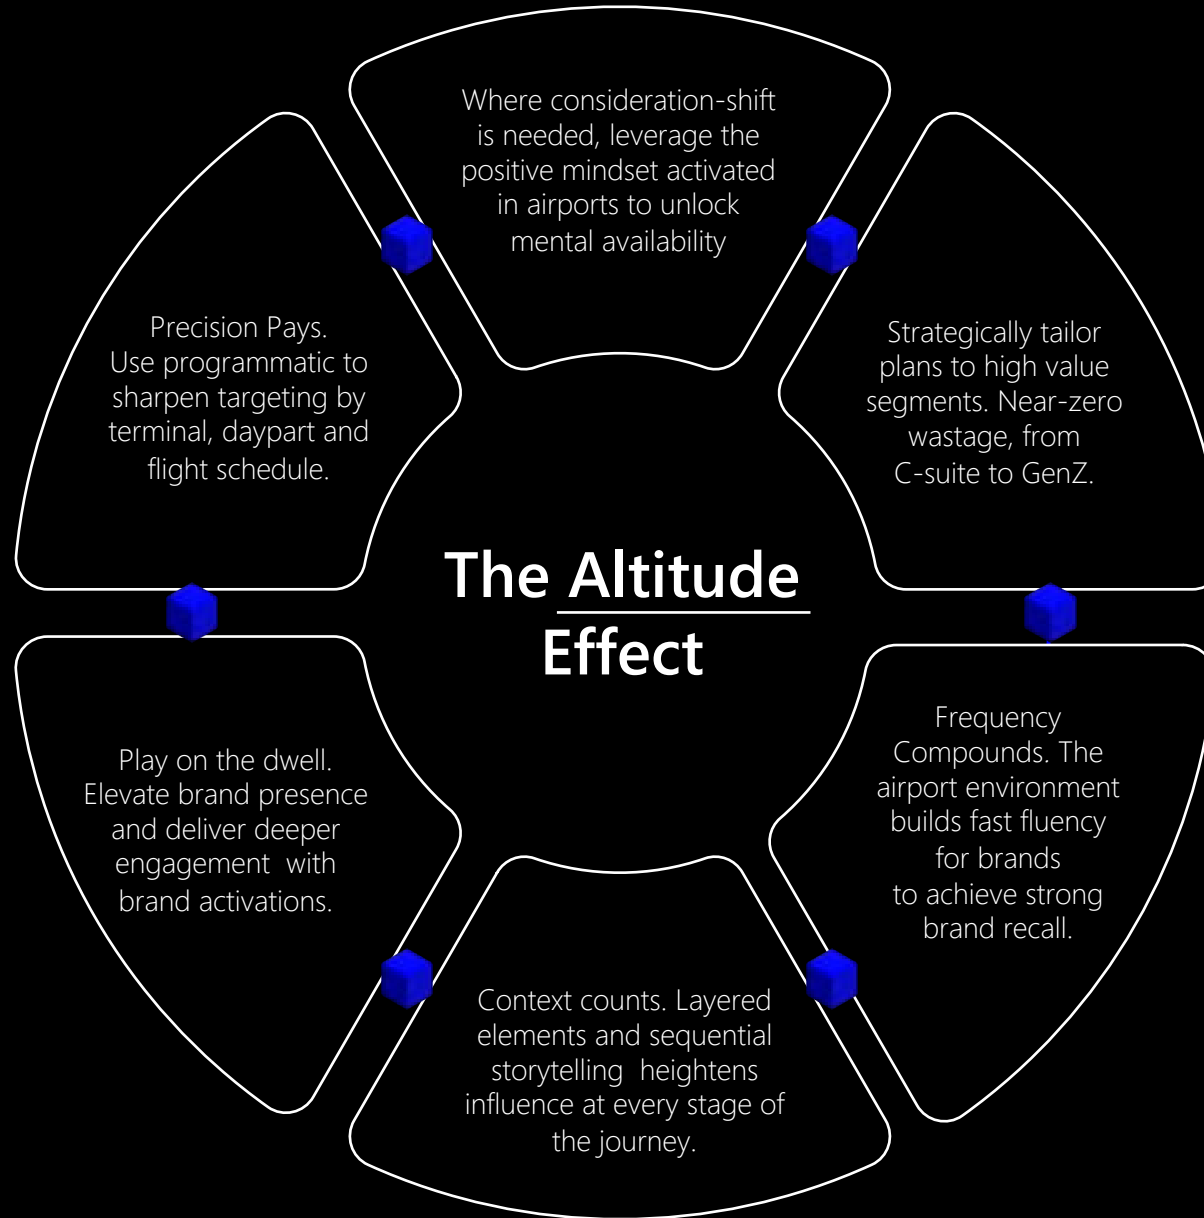 Where consideration-shift
is needed, leverage the
positive mindset activated
in airports to unlock
mental availability
Strategically tailor
plans to high value
segments. Near-zero
wastage, from
C-suite to GenZ.
Frequency
Compounds. The
airport environment
builds fast fluency
for brands
to achieve strong
brand recall.
Context counts. Layered
elements and sequential
storytelling heightens
influence at every stage of
the journey.
Play on the dwell.
Elevate brand presence
and deliver deeper
engagement with
brand activations.
Precision Pays.
Use programmatic to
sharpen targeting by
terminal, daypart and
flight schedule.
The Altitude
Effect